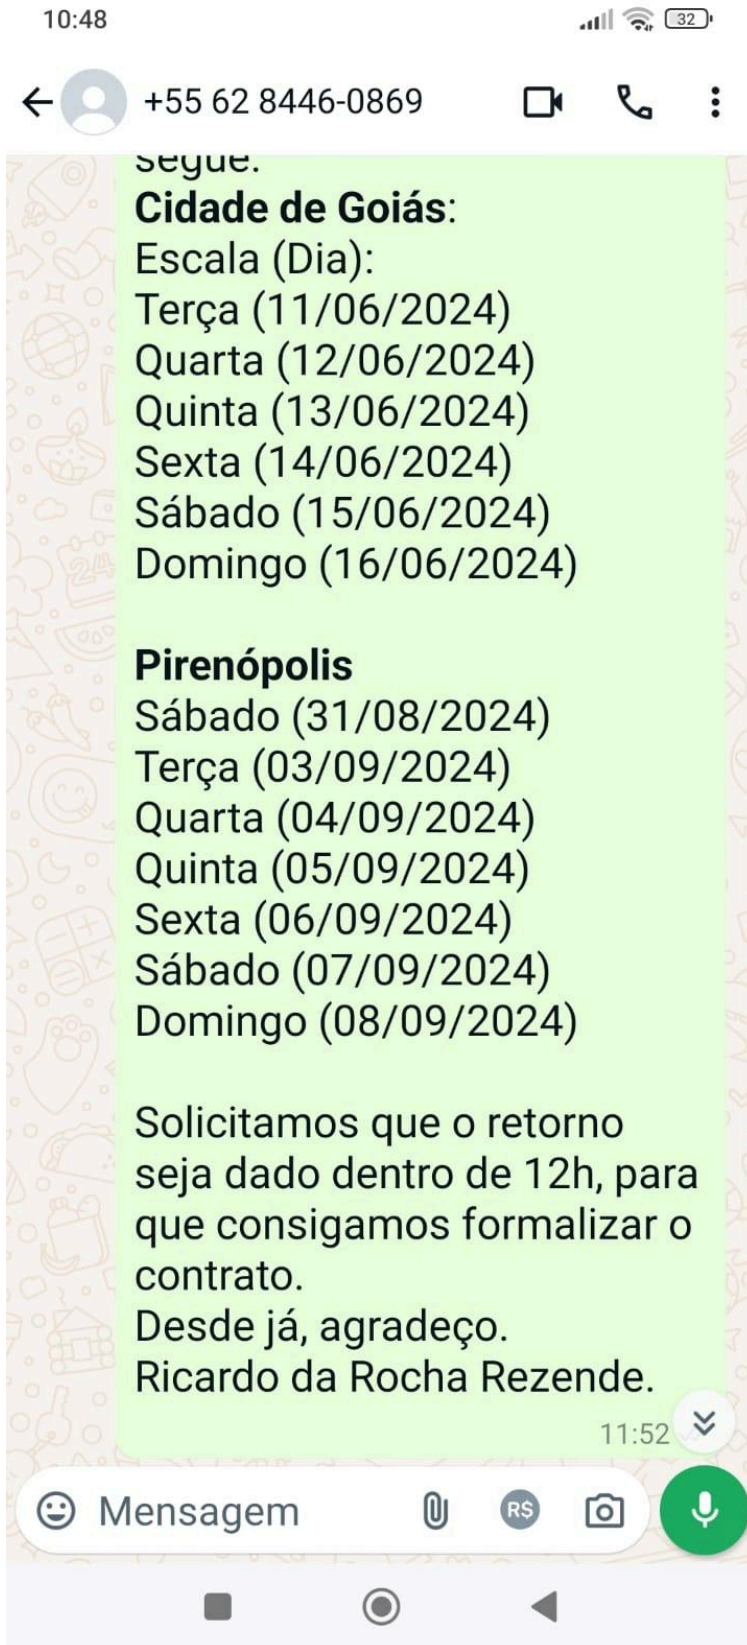 10:48
32
+55 62 8446-0869
segue.
Cidade de Goiás:
Escala (Dia):
Terça (11/06/2024)
Quarta (12/06/2024)
Quinta (13/06/2024)
Sexta (14/06/2024)
Sábado (15/06/2024)
Domingo (16/06/2024)
Pirenópolis
Sábado (31/08/2024)
Terça (03/09/2024)
Quarta (04/09/2024)
Quinta (05/09/2024)
Sexta (06/09/2024)
Sábado (07/09/2024)
Domingo (08/09/2024)
Solicitamos que o retorno
seja dado dentro de 12h, para
que consigamos formalizar o
contrato.
Desde já, agradeço.
Ricardo da Rocha Rezende.
11:52
Mensagem
R$